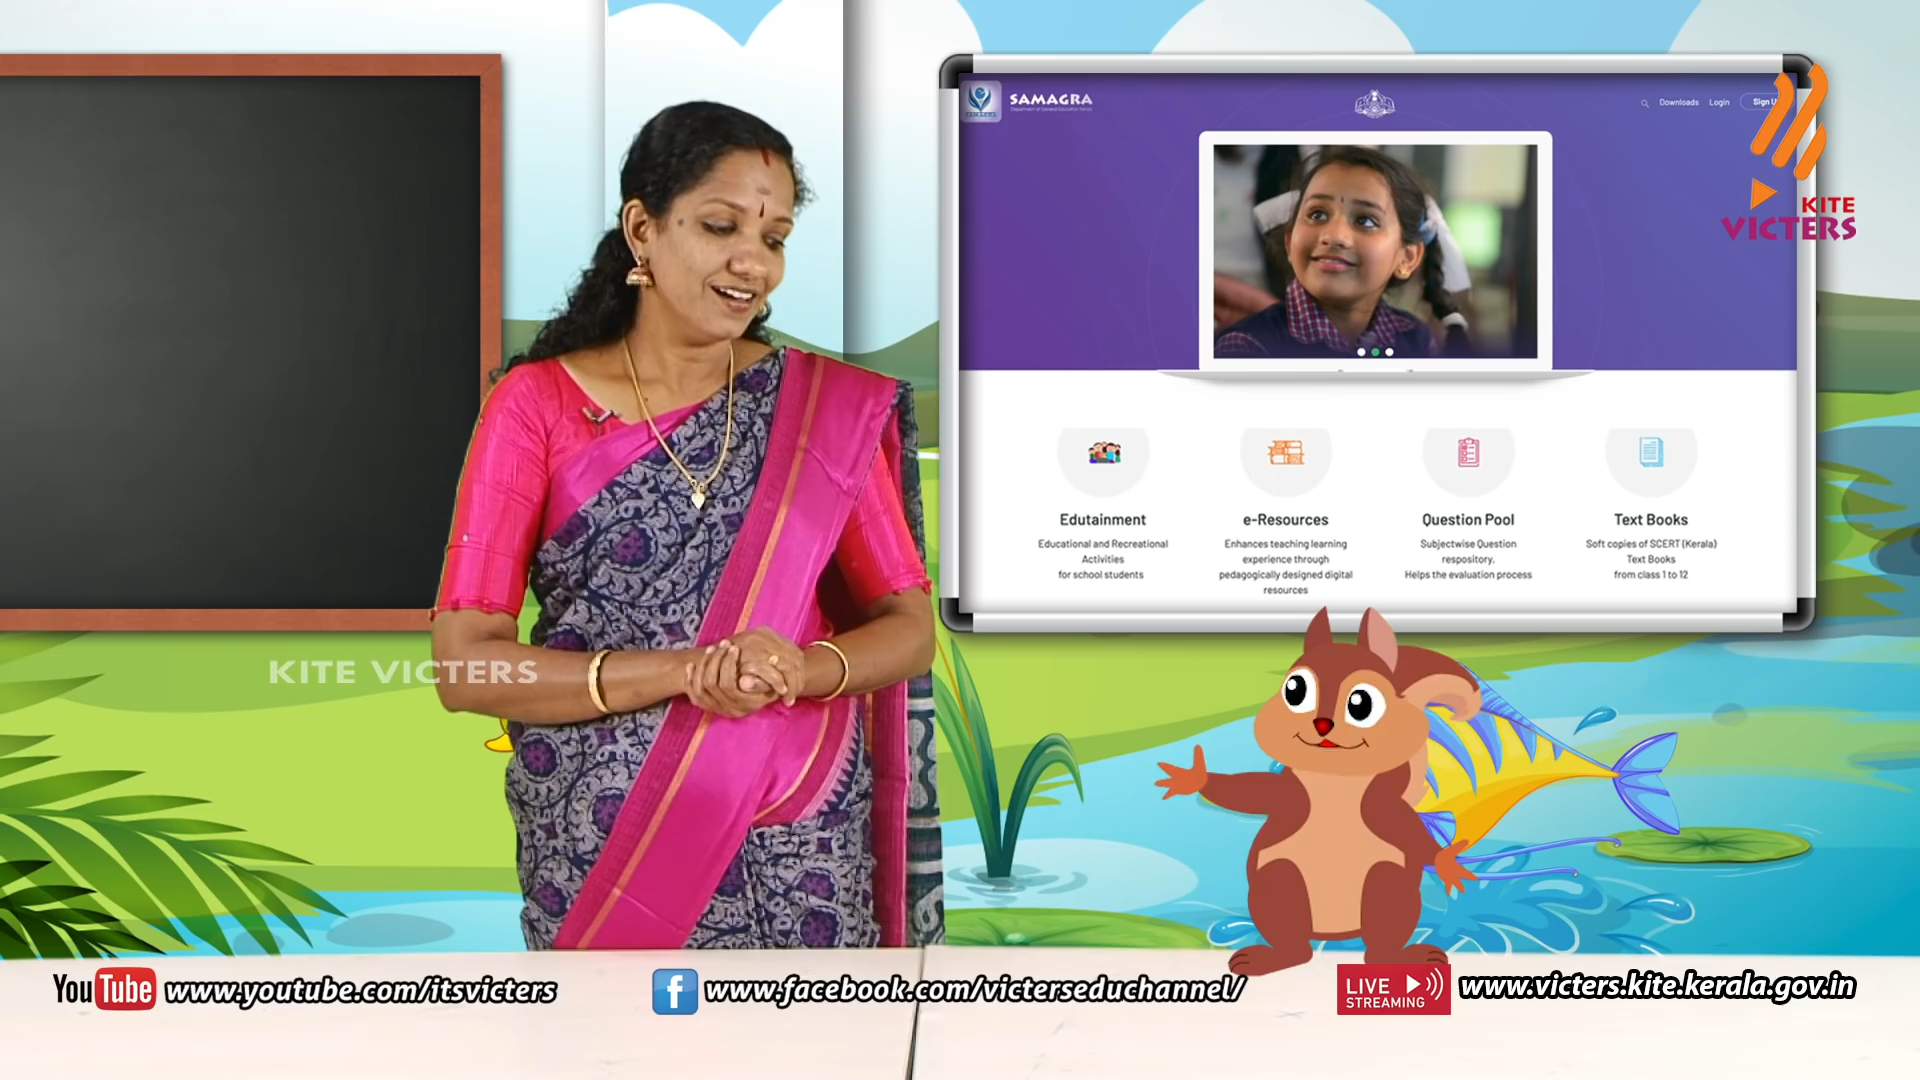 SAMAGRA
Downloads Login Sign U
KITE
VICTERS
Edutainment
Educational and Recreational
Activities
for school students
e-Resources
Enhances teaching learning
experience through
pedagogically designed digital
resources
Question Pool
Subjectwise Question
respository.
Helps the evaluation process
Text Books
Soft copies of SCERT (Kerala)
Text Books
from class 1 to 12
KITE VICTERS
YouTube www.youtube.com/itsvicters
f www.facebook.com/victerseduchannel/
LIVE
STREAMING
www.victers.kite.kerala.gov.in